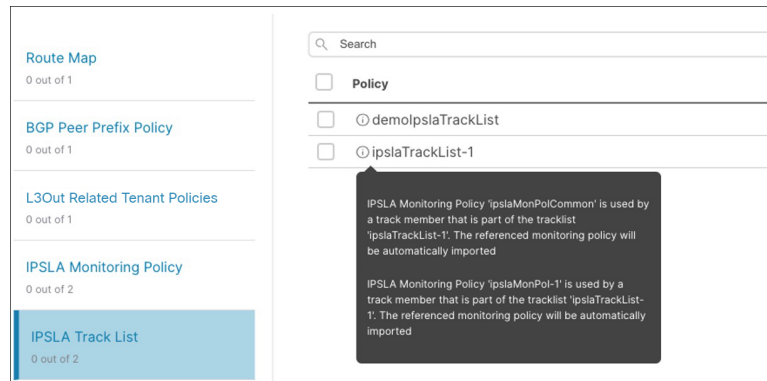 Route Map
0 out of 1
BGP Peer Prefix Policy
0 out of 1
L3Out Related Tenant Policies
0 out of 1
IPSLA Monitoring Policy
0 out of 2
IPSLA Track List
0 out of 2
Search
Policy
demoIpslaTrackList
ipslaTrackList-1
IPSLA Monitoring Policy 'ipslaMonPolCommon' is used by
a track member that is part of the tracklist
'ipslaTrackList-1'. The referenced monitoring policy will
be automatically imported
IPSLA Monitoring Policy 'ipslaMonPol-1' is used by a
track member that is part of the tracklist 'ipslaTrackList-
1'. The referenced monitoring policy will be automatically
imported